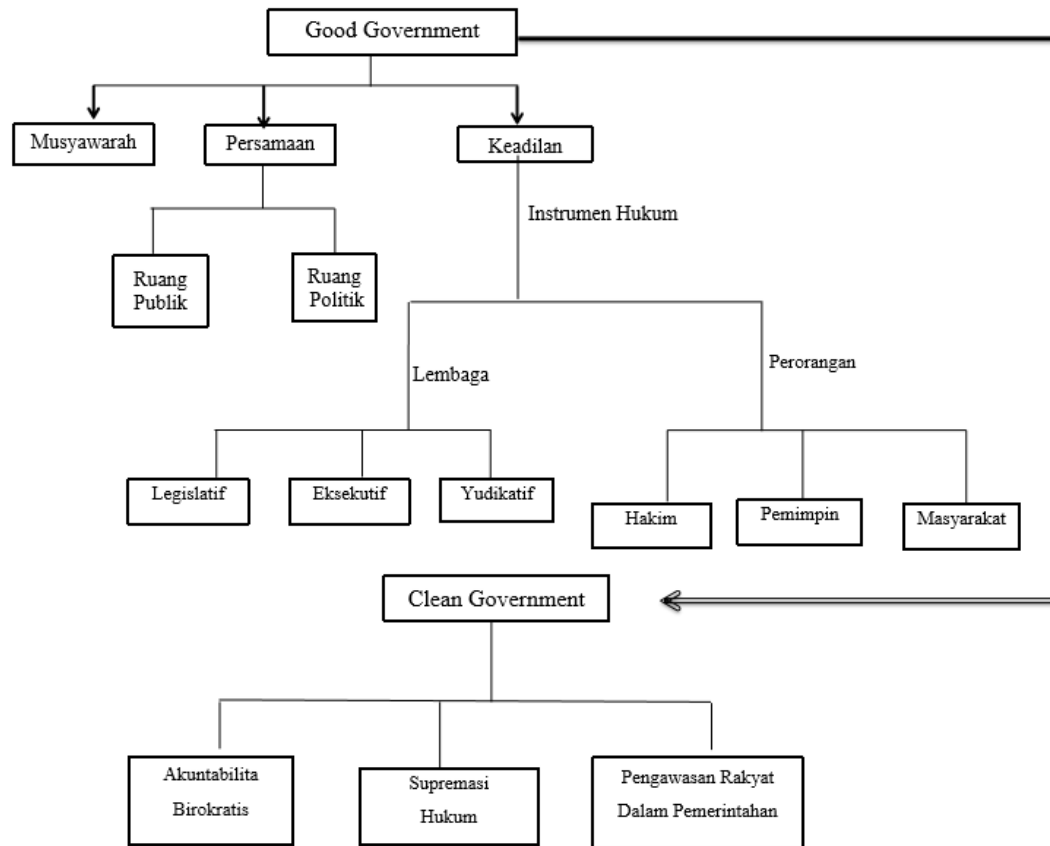 Good Government
Musyawarah
Persamaan
Keadilan
Instrumen Hukum
Ruang
Publik
Ruang
Politik
Lembaga
Perorangan
Legislatif
Eksekutif
Yudikatif
Hakim
Pemimpin
Masyarakat
Clean Government
Akuntabilita
Birokratis
Supremasi
Hukum
Pengawasan Rakyat
Dalam Pemerintahan